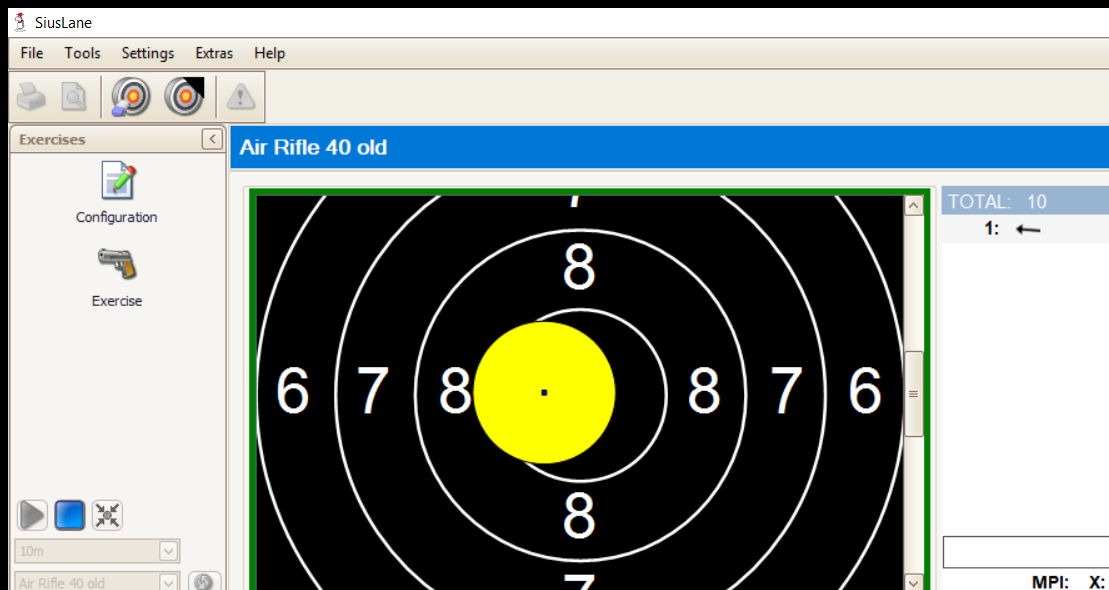 SiusLane
File Tools Settings Extras Help
Exercises
Air Rifle 40 old
Configuration
Exercise
TOTAL: 10
1:
7
8
6 7 8 8 7 6
8
7
10m
Air Rifle 40 old
MPI: X: